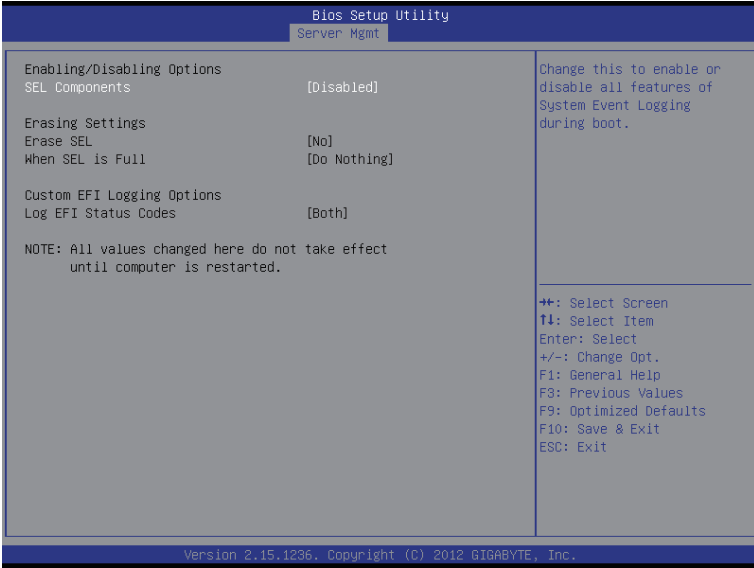 Bios Setup Utility
Server Mgmt
Enabling/Disabling Options
SEL Components [Disabled]
Erasing Settings
Erase SEL [No]
When SEL is Full [Do Nothing]
Custom EFI Logging Options
Log EFI Status Codes [Both]
NOTE: All values changed here do not take effect
until computer is restarted.
Change this to enable or
disable all features of
System Event Logging
during boot.
→←: Select Screen
↑↓: Select Item
Enter: Select
+/-: Change Opt.
F1: General Help
F3: Previous Values
F9: Optimized Defaults
F10: Save & Exit
ESC: Exit
Version 2.15.1236. Copyright (C) 2012 GIGABYTE, Inc.